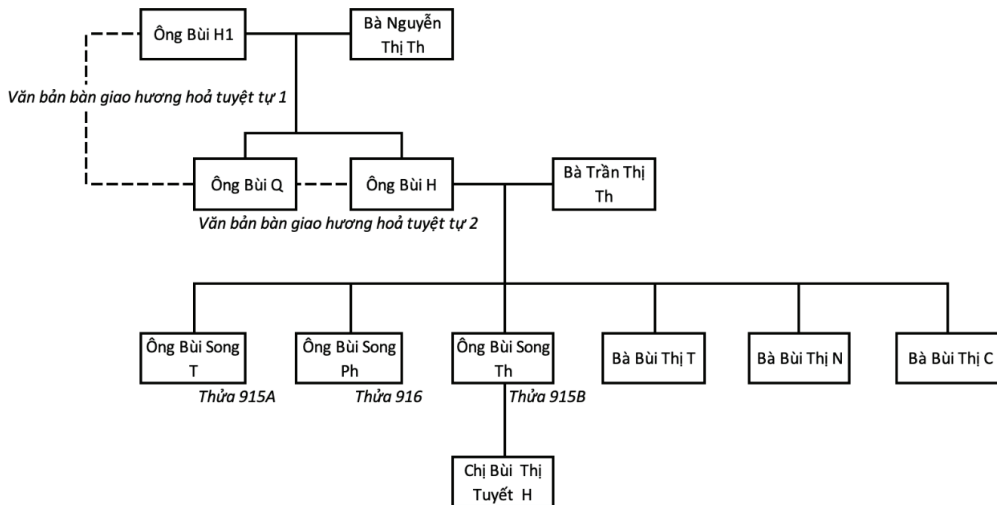 Ông Bùi H1
Bà Nguyễn
Thị Th
Văn bản bàn giao hương hoả tuyệt tự 1
Ông Bùi Q
Ông Bùi H
Bà Trần Thị
Th
Văn bản bàn giao hương hoả tuyệt tự 2
Ông Bùi Song
T
Ông Bùi Song
Ph
Ông Bùi Song
Th
Bà Bùi Thị T
Bà Bùi Thị N
Bà Bùi Thị C
Thửa 915A
Thửa 916
Thửa 915B
Chị Bùi Thị
Tuyết H